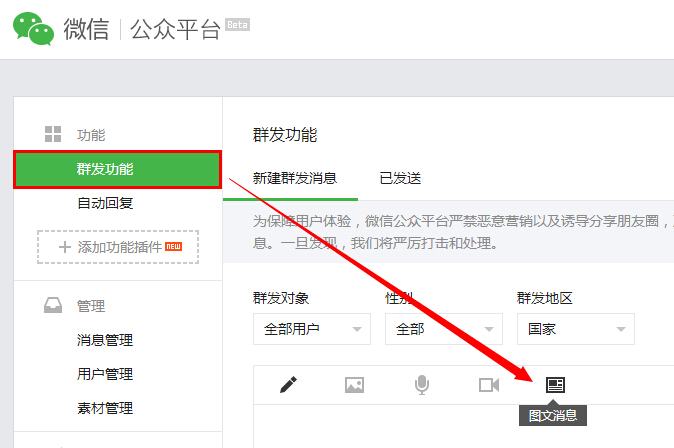 微信 公众平台 Beta
功能
群发功能
自动回复
添加功能插件 NEW
管理
消息管理
用户管理
素材管理
群发功能
新建群发消息 已发送
为保障用户体验，微信公众平台严禁恶意营销以及诱导分享朋友圈，
息。一旦发现，我们将严厉打击和处理。
群发对象 性别 群发地区
全部用户 全部 国家
图文消息